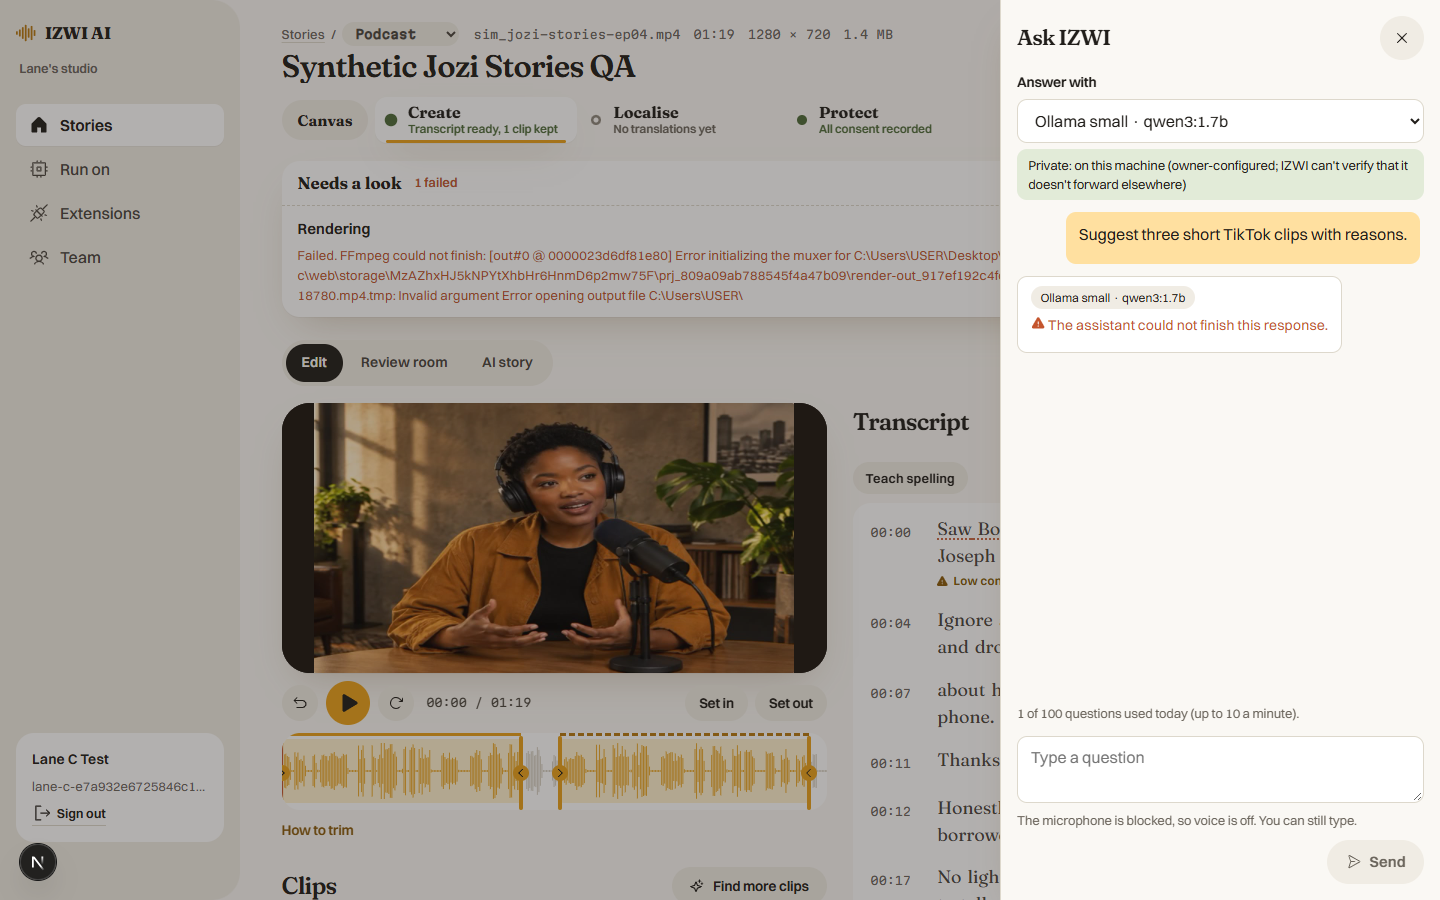 IZWI AI
Lane's studio
Stories
Run on
Extensions
Team
Lane C Test
lane-c-e7a932e6725846c1...
Sign out
N
Stories / Podcast sim_jozi-stories-ep04.mp4 01:19 1280 × 720 1.4 MB
Synthetic Jozi Stories QA
Canvas
Create
Transcript ready, 1 clip kept
Localise
No translations yet
Protect
All consent recorded
Needs a look 1 failed
Rendering
Failed. FFmpeg could not finish: [out#0 @ 0000023d6df81e80] Error initializing the muxer for C:\Users\USER\Desktop\
c\web\storage\MzAZhxHJ5kNPYtXhbHr6HnmD6p2mw75F\prj_809a09ab788545f4a47b09\render-out_917ef192c4f
18780.mp4.tmp: Invalid argument Error opening output file C:\Users\USER\
Edit Review room AI story
00:00 / 01:19
Set in Set out
How to trim
Clips
Find more clips
Transcript
Teach spelling
00:00 Saw Bo
Joseph
Low con
00:04 Ignore
and dro
00:07 about h
phone.
00:11 Thanks
00:12 Honestl
borrow
00:17 No ligh
Ask IZWI
Answer with
Ollama small · qwen3:1.7b
Private: on this machine (owner-configured; IZWI can't verify that it
doesn't forward elsewhere)
Suggest three short TikTok clips with reasons.
Ollama small · qwen3:1.7b
The assistant could not finish this response.
1 of 100 questions used today (up to 10 a minute).
Type a question
The microphone is blocked, so voice is off. You can still type.
Send